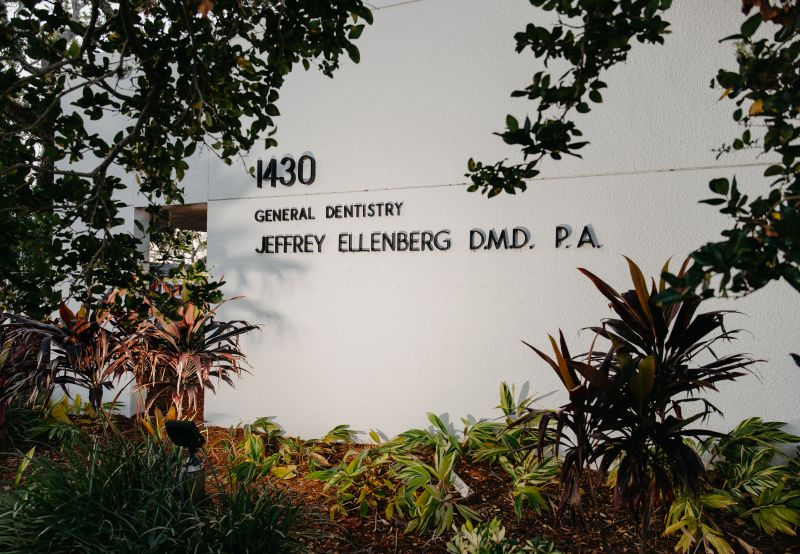 1430
GENERAL DENTISTRY
JEFFREY ELLENBERG D.M.D. P.A.